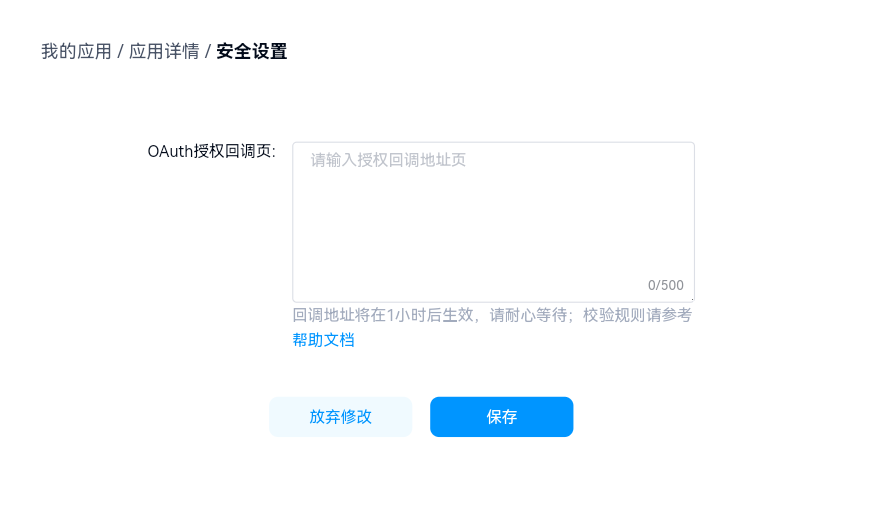 我的应用 / 应用详情 / 安全设置
OAuth授权回调页:
请输入授权回调地址页
0/500
回调地址将在1小时后生效，请耐心等待；校验规则请参考
帮助文档
放弃修改
保存